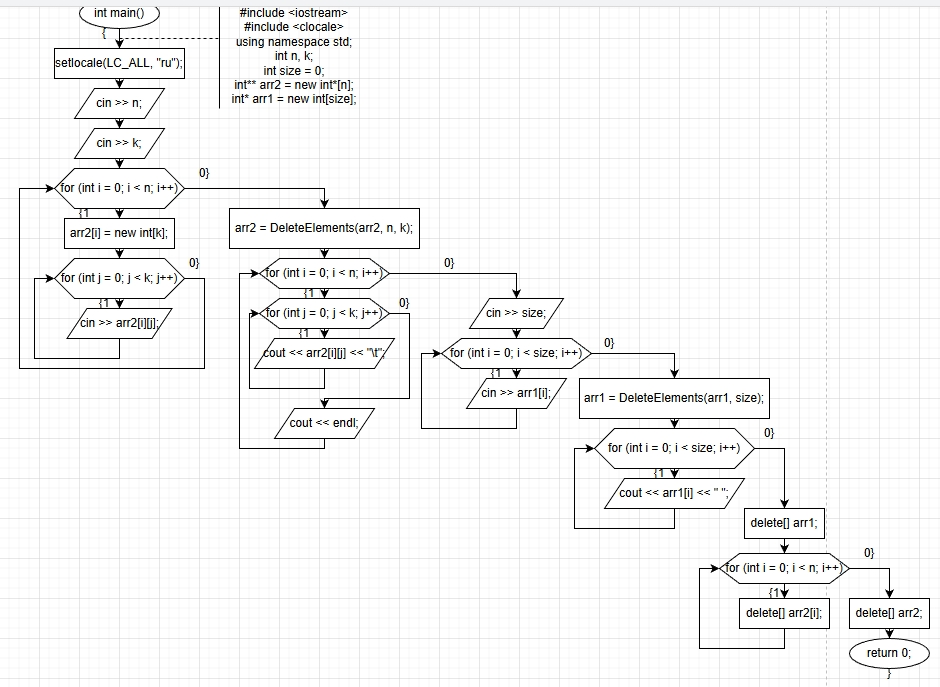 int main()
{
#include <iostream>
#include <clocale>
using namespace std;
int n, k;
int size = 0;
int** arr2 = new int*[n];
int* arr1 = new int[size];
setlocale(LC_ALL, "ru");
cin >> n;
cin >> k;
for (int i = 0; i < n; i++)
0}
{1
arr2[i] = new int[k];
for (int j = 0; j < k; j++)
0}
{1
cin >> arr2[i][j];
arr2 = DeleteElements(arr2, n, k);
for (int i = 0; i < n; i++)
0}
{1
for (int j = 0; j < k; j++)
0}
{1
cout << arr2[i][j] << "\t";
cout << endl;
cin >> size;
for (int i = 0; i < size; i++)
0}
{1
cin >> arr1[i];
arr1 = DeleteElements(arr1, size);
for (int i = 0; i < size; i++)
0}
{1
cout << arr1[i] << " ";
delete[] arr1;
for (int i = 0; i < n; i++)
0}
{1
delete[] arr2[i];
delete[] arr2;
return 0;
}